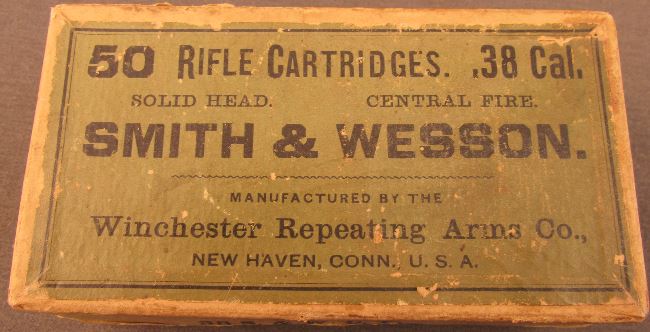 50 RIFLE CARTRIDGES. .38 Cal.
SOLID HEAD. CENTRAL FIRE.
SMITH & WESSON.
MANUFACTURED BY THE
Winchester Repeating Arms Co.,
NEW HAVEN, CONN., U. S. A.